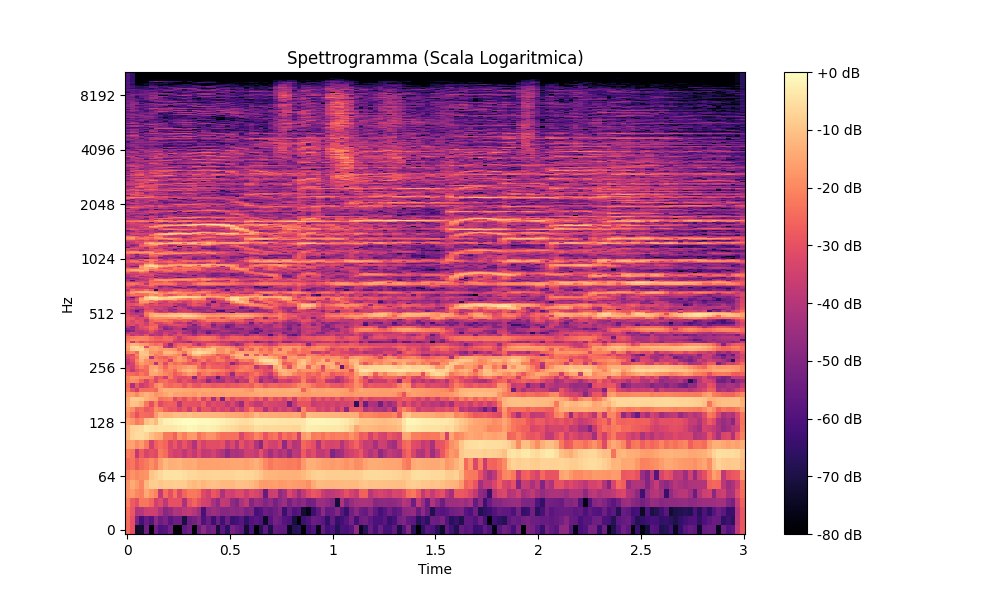 Spettrogramma (Scala Logaritmica)
8192
4096
2048
1024
512
256
128
64
0
Hz
0
0.5
1
1.5
2
2.5
3
Time
+0 dB
-10 dB
-20 dB
-30 dB
-40 dB
-50 dB
-60 dB
-70 dB
-80 dB